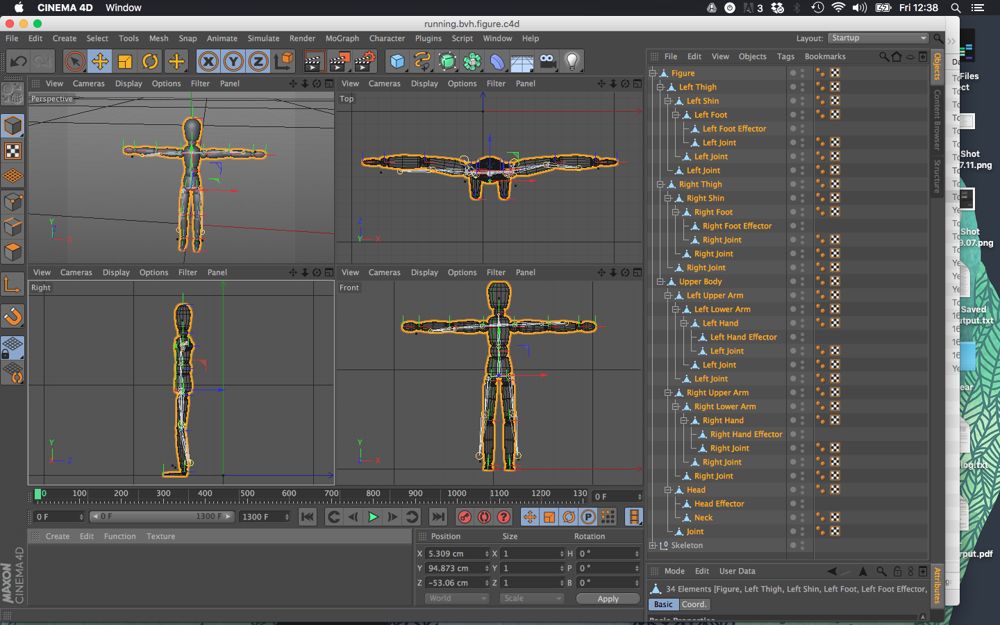 CINEMA 4D Window
3 Fri 12:38
running.bvh.figure.c4d
File Edit Create Select Tools Mesh Snap Animate Simulate Render MoGraph Character Plugins Script Window Help
Layout: Startup
File Edit View Objects Tags Bookmarks
View Cameras Display Options Filter Panel
View Cameras Display Options Filter Panel
Perspective
Top
Y
Z
X
Z
Y
X
View Cameras Display Options Filter Panel
View Cameras Display Options Filter Panel
Right
Front
Y
X
Z
Y
Z
X
Figure
Left Thigh
Left Shin
Left Foot
Left Foot Effector
Left Joint
Left Joint
Left Joint
Right Thigh
Right Shin
Right Foot
Right Foot Effector
Right Joint
Right Joint
Right Joint
Upper Body
Left Upper Arm
Left Lower Arm
Left Hand
Left Hand Effector
Left Joint
Left Joint
Left Joint
Right Upper Arm
Right Lower Arm
Right Hand
Right Hand Effector
Right Joint
Right Joint
Right Joint
Head
Head Effector
Neck
Joint
Skeleton
Objects
Content Browser
Structure
Attributes
0 100 200 300 400 500 600 700 800 900 1000 1100 1200 130
0 F
0 F 0 F 1300 F 1300 F
Create Edit Function Texture
Position Size Rotation
X 5.309 cm X 1 H 0 °
Y 94.873 cm Y 1 P 0 °
Z -53.06 cm Z 1 B 0 °
World Scale Apply
MAXON
CINEMA 4D
Mode Edit User Data
34 Elements [Figure, Left Thigh, Left Shin, Left Foot, Left Foot Effector,
Basic Coord.
Basic Properties
Files
ect
Shot
7.11.png
Shot
9.07.png
Saved
utput.txt
ear
log.txt
rput.pdf